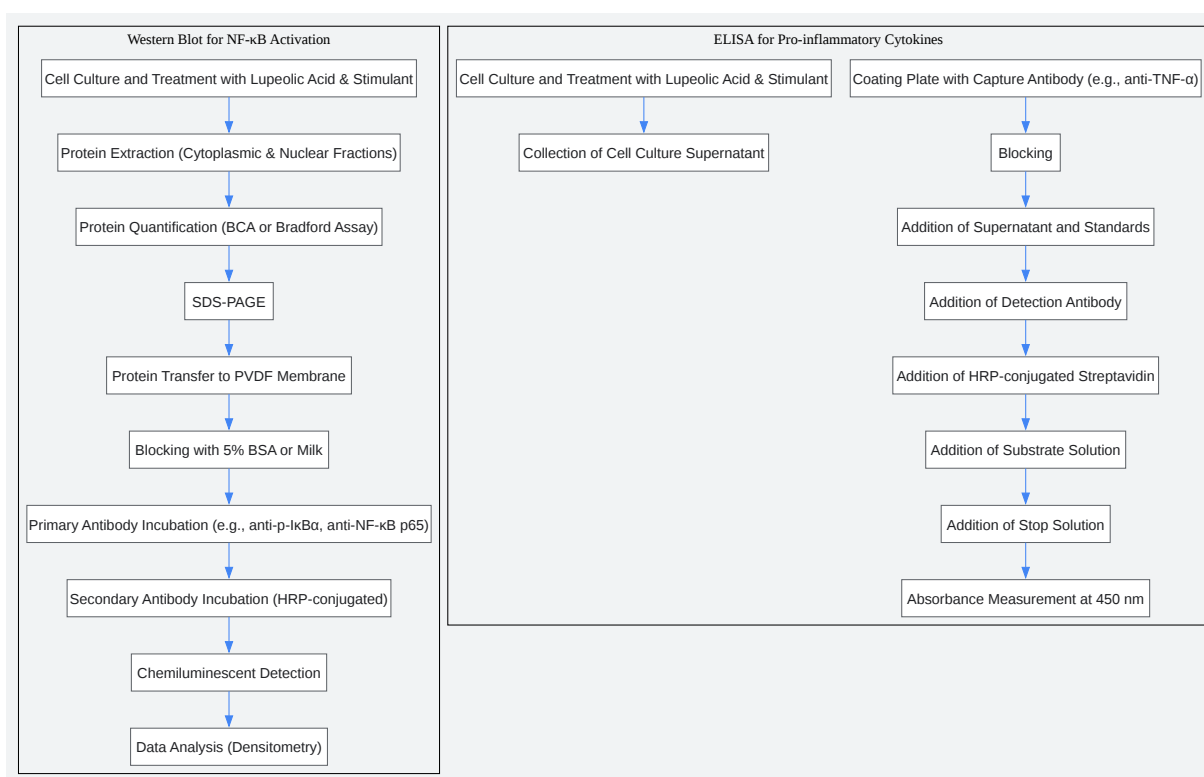 Western Blot for NF-κB Activation
Cell Culture and Treatment with Lupeolic Acid & Stimulant
Protein Extraction (Cytoplasmic & Nuclear Fractions)
Protein Quantification (BCA or Bradford Assay)
SDS-PAGE
Protein Transfer to PVDF Membrane
Blocking with 5% BSA or Milk
Primary Antibody Incubation (e.g., anti-p-IκBα, anti-NF-κB p65)
Secondary Antibody Incubation (HRP-conjugated)
Chemiluminescent Detection
Data Analysis (Densitometry)
ELISA for Pro-inflammatory Cytokines
Cell Culture and Treatment with Lupeolic Acid & Stimulant
Collection of Cell Culture Supernatant
Coating Plate with Capture Antibody (e.g., anti-TNF-α)
Blocking
Addition of Supernatant and Standards
Addition of Detection Antibody
Addition of HRP-conjugated Streptavidin
Addition of Substrate Solution
Addition of Stop Solution
Absorbance Measurement at 450 nm